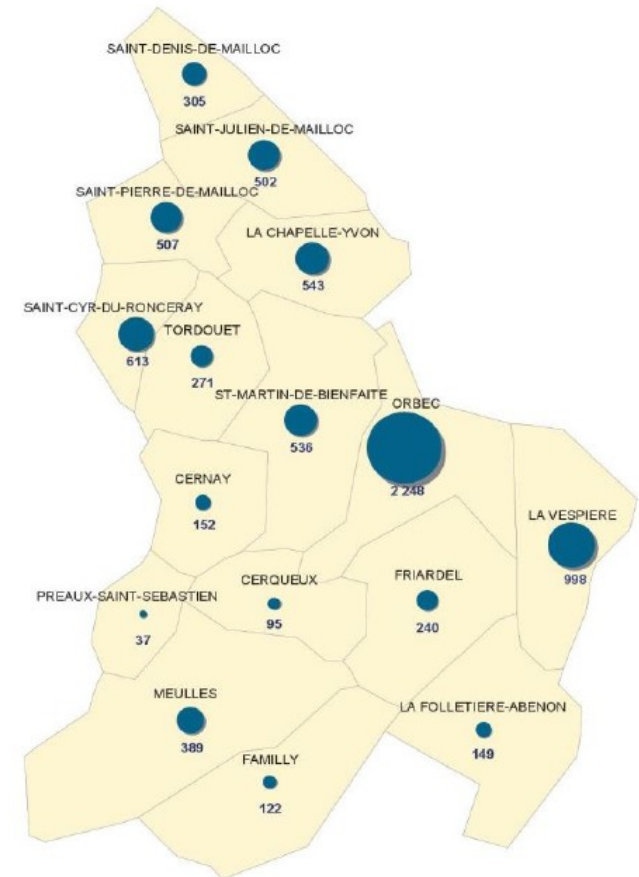 SAINT-DENIS-DE-MAILLOC
305
SAINT-JULIEN-DE-MAILLOC
502
SAINT-PIERRE-DE-MAILLOC
507
LA CHAPELLE-YVON
543
SAINT-CYR-DU-RONCERAY
613
TORDOUET
271
ST-MARTIN-DE-BIENFAITE
536
ORBEC
2 248
CERNAY
152
LA VESPIERE
998
CERQUEUX
95
FRIARDEL
240
PREAUX-SAINT-SEBASTIEN
37
MEULLES
389
LA FOLLETIERE-ABENON
149
FAMILLY
122